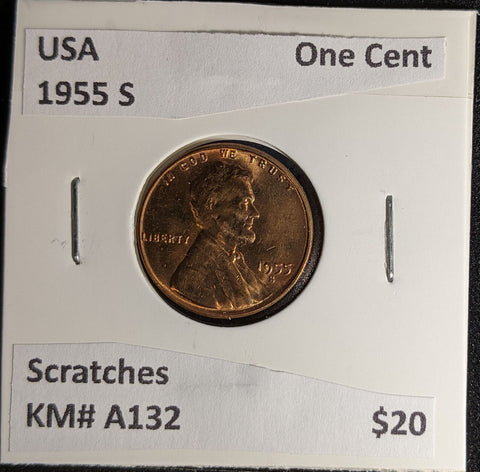 USA One Cent
1955 S
IN GOD WE TRUST
LIBERTY
1955
S
Scratches
KM# A132 $20